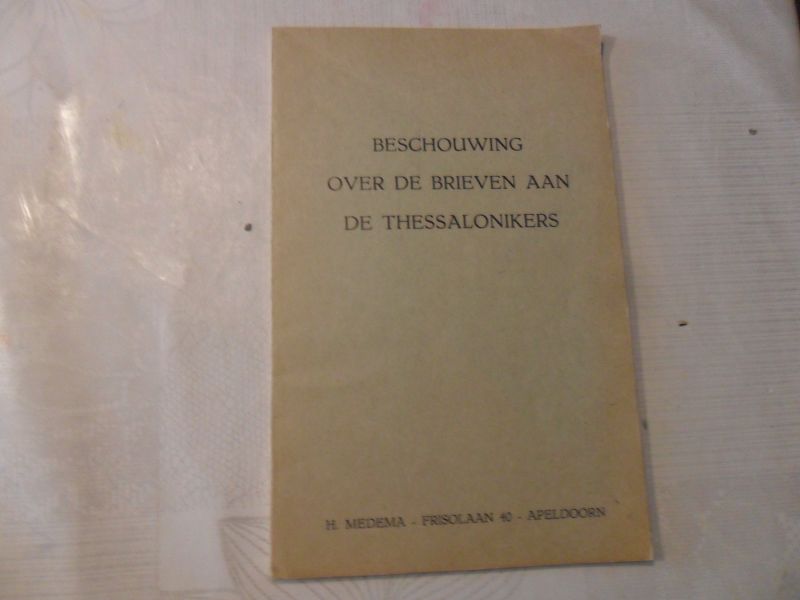 BESCHOUWING
OVER DE BRIEVEN AAN
DE THESSALONIKERS
H. MEDEMA - FRISOLAAN 40 - APELDOORN